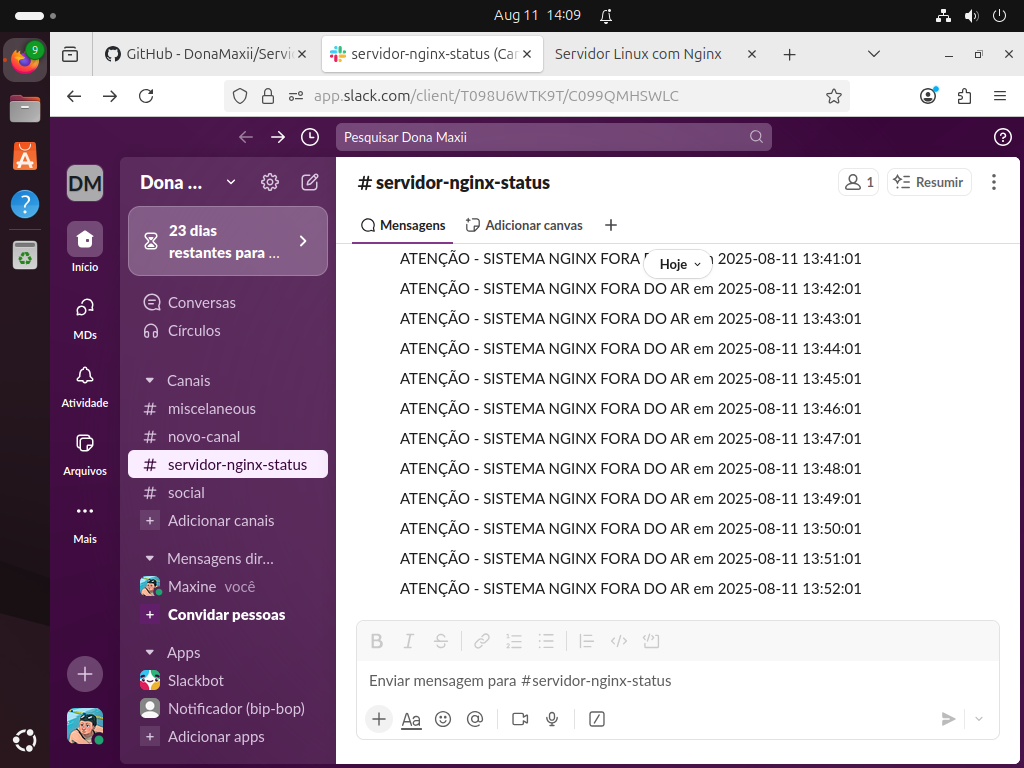 Aug 11 14:09
9
GitHub - DonaMaxii/Servi
servidor-nginx-status (Car
Servidor Linux com Nginx
app.slack.com/client/T098U6WTK9T/C099QMHSWLC
Pesquisar Dona Maxii
DM
Início
MDs
Atividade
Arquivos
Mais
Dona ...
23 dias
restantes para ...
Conversas
Círculos
Canais
# miscelaneous
# novo-canal
# servidor-nginx-status
# social
+ Adicionar canais
Mensagens dir...
Maxine você
+ Convidar pessoas
Apps
Slackbot
Notificador (bip-bop)
+ Adicionar apps
# servidor-nginx-status
1
Resumir
Mensagens
Adicionar canvas
Hoje
ATENÇÃO - SISTEMA NGINX FORA DO AR em 2025-08-11 13:41:01
ATENÇÃO - SISTEMA NGINX FORA DO AR em 2025-08-11 13:42:01
ATENÇÃO - SISTEMA NGINX FORA DO AR em 2025-08-11 13:43:01
ATENÇÃO - SISTEMA NGINX FORA DO AR em 2025-08-11 13:44:01
ATENÇÃO - SISTEMA NGINX FORA DO AR em 2025-08-11 13:45:01
ATENÇÃO - SISTEMA NGINX FORA DO AR em 2025-08-11 13:46:01
ATENÇÃO - SISTEMA NGINX FORA DO AR em 2025-08-11 13:47:01
ATENÇÃO - SISTEMA NGINX FORA DO AR em 2025-08-11 13:48:01
ATENÇÃO - SISTEMA NGINX FORA DO AR em 2025-08-11 13:49:01
ATENÇÃO - SISTEMA NGINX FORA DO AR em 2025-08-11 13:50:01
ATENÇÃO - SISTEMA NGINX FORA DO AR em 2025-08-11 13:51:01
ATENÇÃO - SISTEMA NGINX FORA DO AR em 2025-08-11 13:52:01
B I S
Enviar mensagem para #servidor-nginx-status
Aa